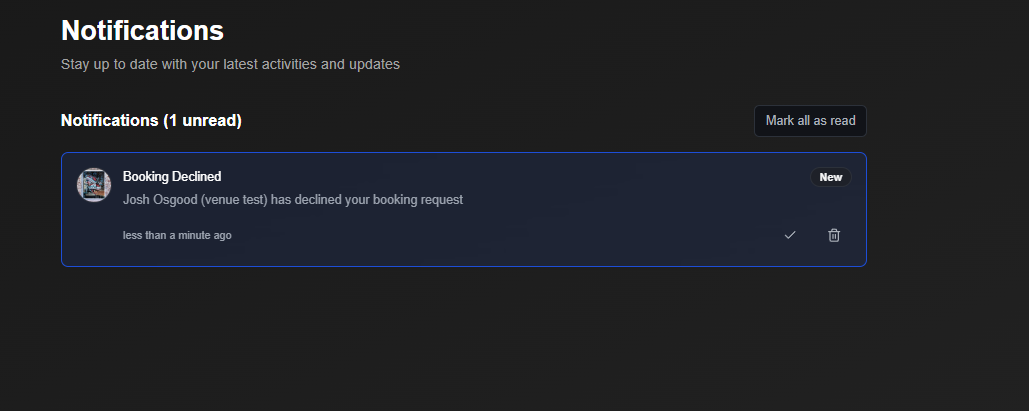 Notifications
Stay up to date with your latest activities and updates
Notifications (1 unread)
Mark all as read
Booking Declined
New
Josh Osgood (venue test) has declined your booking request
less than a minute ago